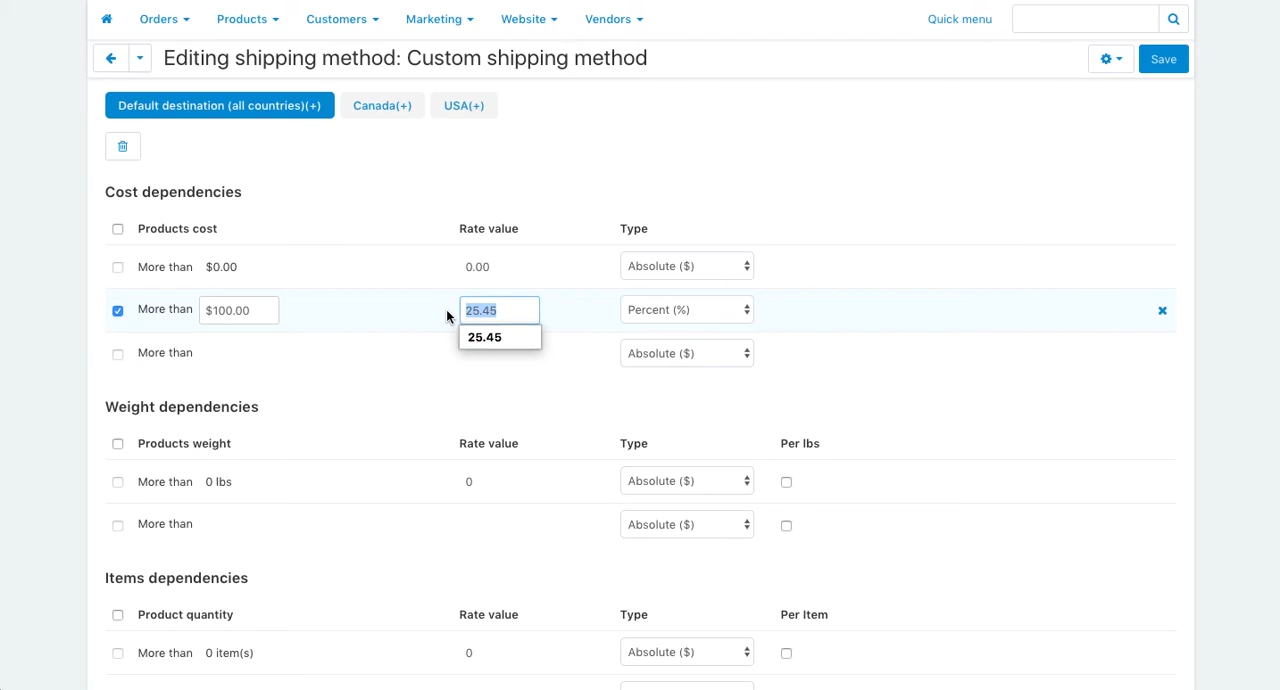 Orders Products Customers Marketing Website Vendors Quick menu
Editing shipping method: Custom shipping method Save
Default destination (all countries)(+) Canada(+) USA(+)
Cost dependencies
Products cost Rate value Type
More than $0.00 0.00 Absolute ($)
More than $100.00 25.45 Percent (%)
25.45
More than Absolute ($)
Weight dependencies
Products weight Rate value Type Per lbs
More than 0 lbs 0 Absolute ($)
More than Absolute ($)
Items dependencies
Product quantity Rate value Type Per Item
More than 0 item(s) 0 Absolute ($)